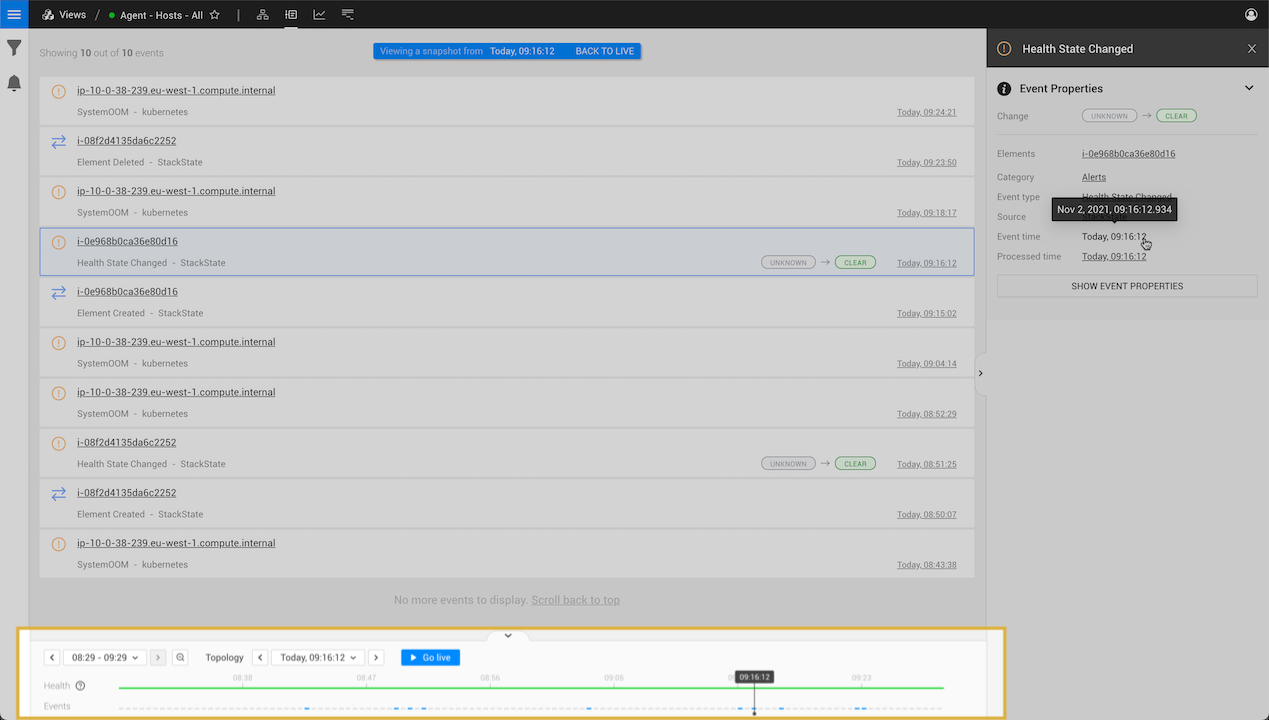 Views / Agent - Hosts - All
Showing 10 out of 10 events
Viewing a snapshot from Today, 09:16:12 BACK TO LIVE
ip-10-0-38-239.eu-west-1.compute.internal
SystemOOM - kubernetes
Today, 09:24:21
i-08f2d4135da6c2252
Element Deleted - StackState
Today, 09:23:50
ip-10-0-38-239.eu-west-1.compute.internal
SystemOOM - kubernetes
Today, 09:18:17
i-0e968b0ca36e80d16
Health State Changed - StackState
UNKNOWN → CLEAR
Today, 09:16:12
i-0e968b0ca36e80d16
Element Created - StackState
Today, 09:15:02
ip-10-0-38-239.eu-west-1.compute.internal
SystemOOM - kubernetes
Today, 09:04:14
ip-10-0-38-239.eu-west-1.compute.internal
SystemOOM - kubernetes
Today, 08:52:29
i-08f2d4135da6c2252
Health State Changed - StackState
UNKNOWN → CLEAR
Today, 08:51:25
i-08f2d4135da6c2252
Element Created - StackState
Today, 08:50:07
ip-10-0-38-239.eu-west-1.compute.internal
SystemOOM - kubernetes
Today, 08:43:38
No more events to display. Scroll back to top
Health State Changed
Event Properties
Change UNKNOWN → CLEAR
Elements i-0e968b0ca36e80d16
Category Alerts
Event type Health State Changed
Nov 2, 2021, 09:16:12.934
Source
Event time Today, 09:16:12
Processed time Today, 09:16:12
SHOW EVENT PROPERTIES
08:29 - 09:29 Topology Today, 09:16:12 Go live
08:38 08:47 08:56 09:05 09:16:12 09:23
Health
Events